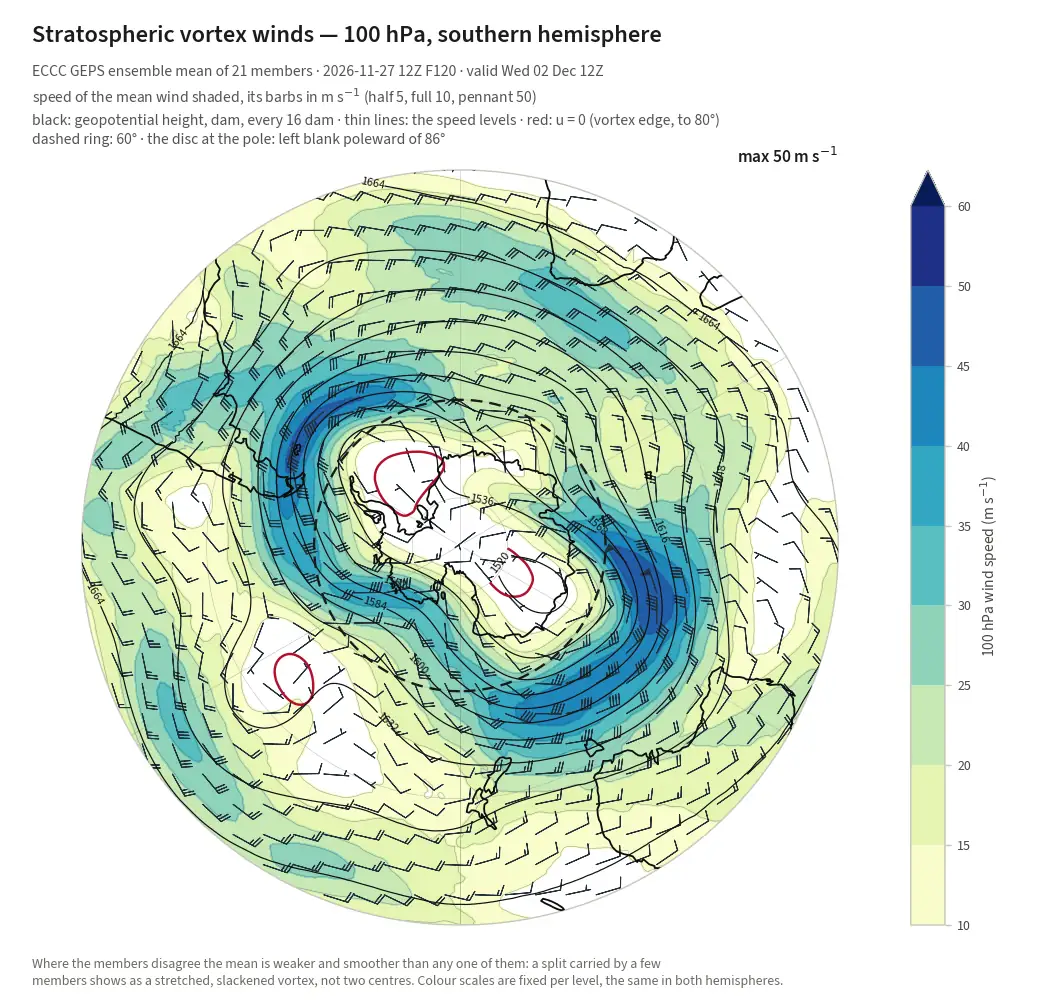 Stratospheric vortex winds — 100 hPa, southern hemisphere
ECCC GEPS ensemble mean of 21 members · 2026-11-27 12Z F120 · valid Wed 02 Dec 12Z
speed of the mean wind shaded, its barbs in m s⁻¹ (half 5, full 10, pennant 50)
black: geopotential height, dam, every 16 dam · thin lines: the speed levels · red: u = 0 (vortex edge, to 80°)
dashed ring: 60° · the disc at the pole: left blank poleward of 86°
max 50 m s⁻¹
1664
1664
1664
1648
1536
1568
1616
1520
1584
1664
1600
1632
60
50
45
40
35
30
25
20
15
10
100 hPa wind speed (m s⁻¹)
Where the members disagree the mean is weaker and smoother than any one of them: a split carried by a few
members shows as a stretched, slackened vortex, not two centres. Colour scales are fixed per level, the same in both hemispheres.